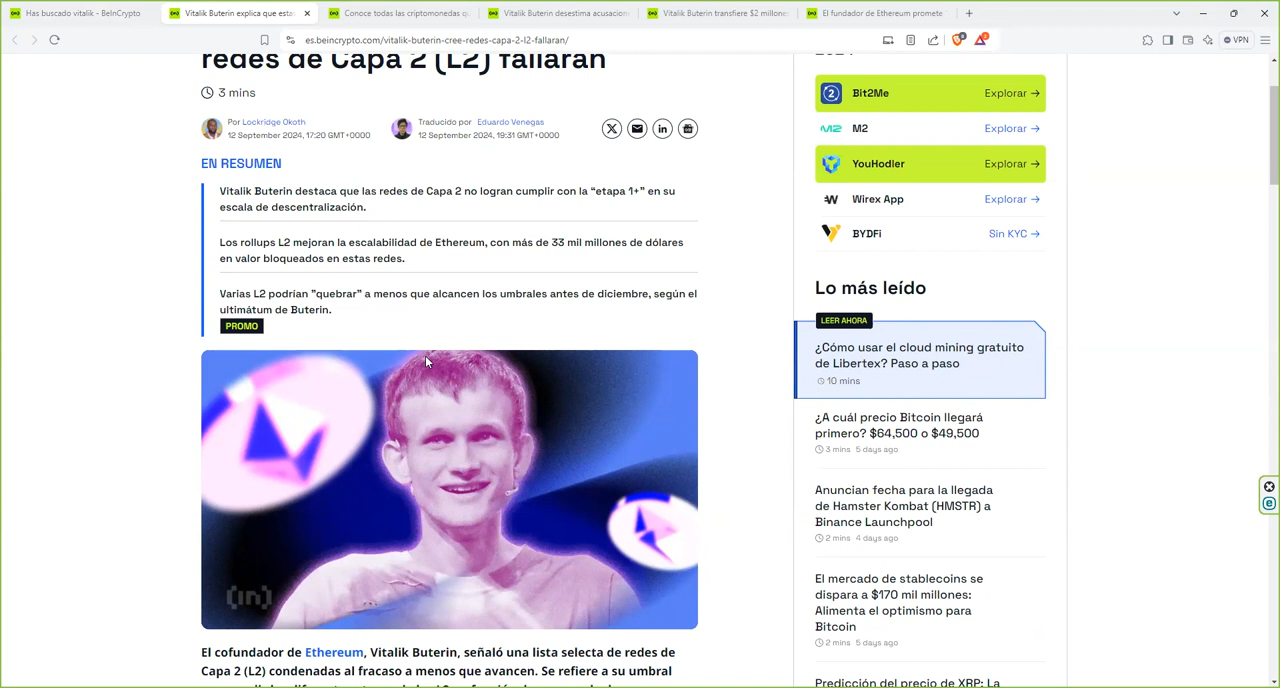 Has buscado vitalik - BeInCrypto
Vitalik Buterin explica que esta
Conoce todas las criptomonedas q
Vitalik Buterin desestima acusacion
Vitalik Buterin transfiere $2 millone
El fundador de Ethereum promete
es.beincrypto.com/vitalik-buterin-cree-redes-capa-2-l2-fallaran/
VPN
redes de Capa 2 (L2) fallarán
3 mins
Por Lockridge Okoth
12 September 2024, 17:20 GMT+0000
Traducido por Eduardo Venegas
12 September 2024, 19:31 GMT+0000
EN RESUMEN
Vitalik Buterin destaca que las redes de Capa 2 no logran cumplir con la “etapa 1+” en su
escala de descentralización.
Los rollups L2 mejoran la escalabilidad de Ethereum, con más de 33 mil millones de dólares
en valor bloqueados en estas redes.
Varias L2 podrían "quebrar" a menos que alcancen los umbrales antes de diciembre, según el
ultimátum de Buterin.
PROMO
(in)
El cofundador de Ethereum, Vitalik Buterin, señaló una lista selecta de redes de
Capa 2 (L2) condenadas al fracaso a menos que avancen. Se refiere a su umbral
Bit2Me Explorar →
M2 M2 Explorar →
YouHodler Explorar →
Wirex App Explorar →
BYDFi Sin KYC →
Lo más leído
LEER AHORA
¿Cómo usar el cloud mining gratuito
de Libertex? Paso a paso
10 mins
¿A cuál precio Bitcoin llegará
primero? $64,500 o $49,500
3 mins 5 days ago
Anuncian fecha para la llegada
de Hamster Kombat (HMSTR) a
Binance Launchpool
2 mins 4 days ago
El mercado de stablecoins se
dispara a $170 mil millones:
Alimenta el optimismo para
Bitcoin
2 mins 5 days ago
Predicción del precio de XRP: La